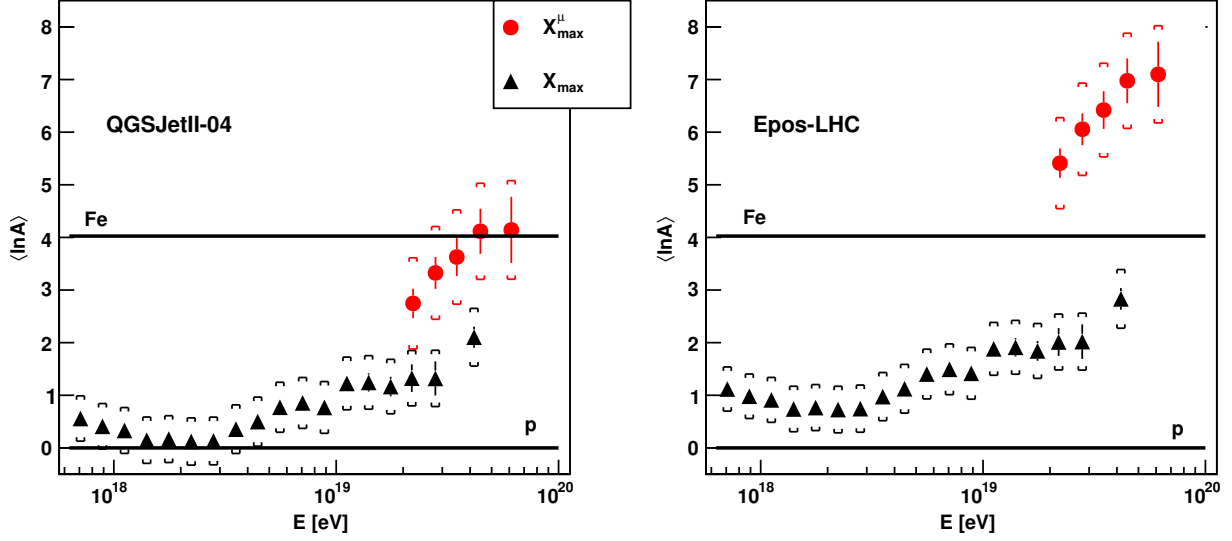 X^μ_max
X_max
QGSJetII-04
Fe
p
⟨lnA⟩
8
7
6
5
4
3
2
1
0
10^18
10^19
10^20
E [eV]
Epos-LHC
Fe
p
⟨lnA⟩
8
7
6
5
4
3
2
1
0
10^18
10^19
10^20
E [eV]